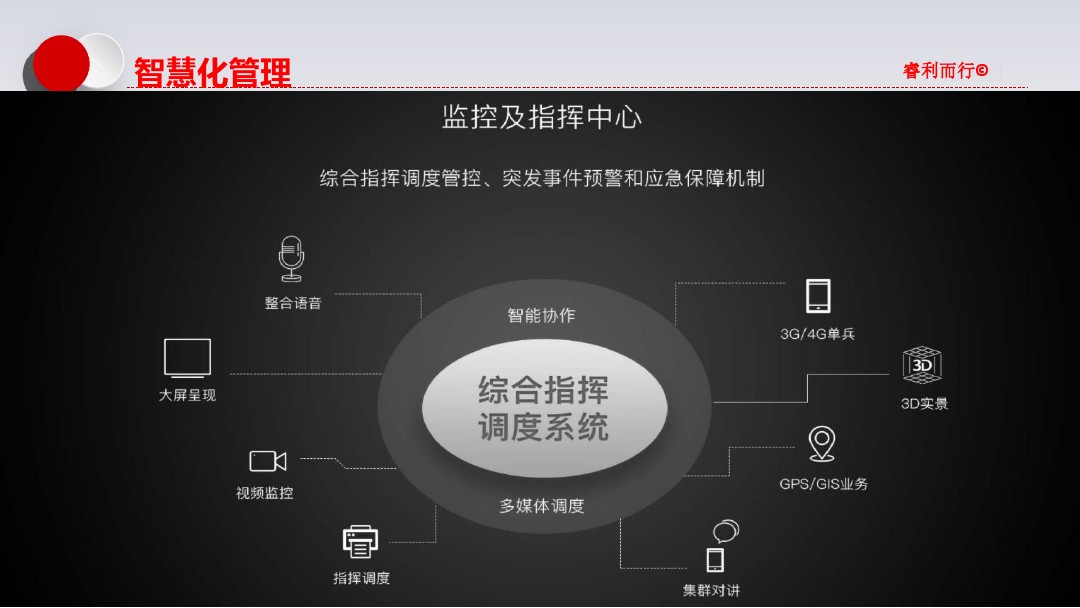 智慧化管理
睿利而行©
监控及指挥中心
综合指挥调度管控、突发事件预警和应急保障机制
整合语音
大屏呈现
视频监控
指挥调度
智能协作
综合指挥
调度系统
多媒体调度
3G/4G单兵
3D
3D实景
GPS/GIS业务
集群对讲